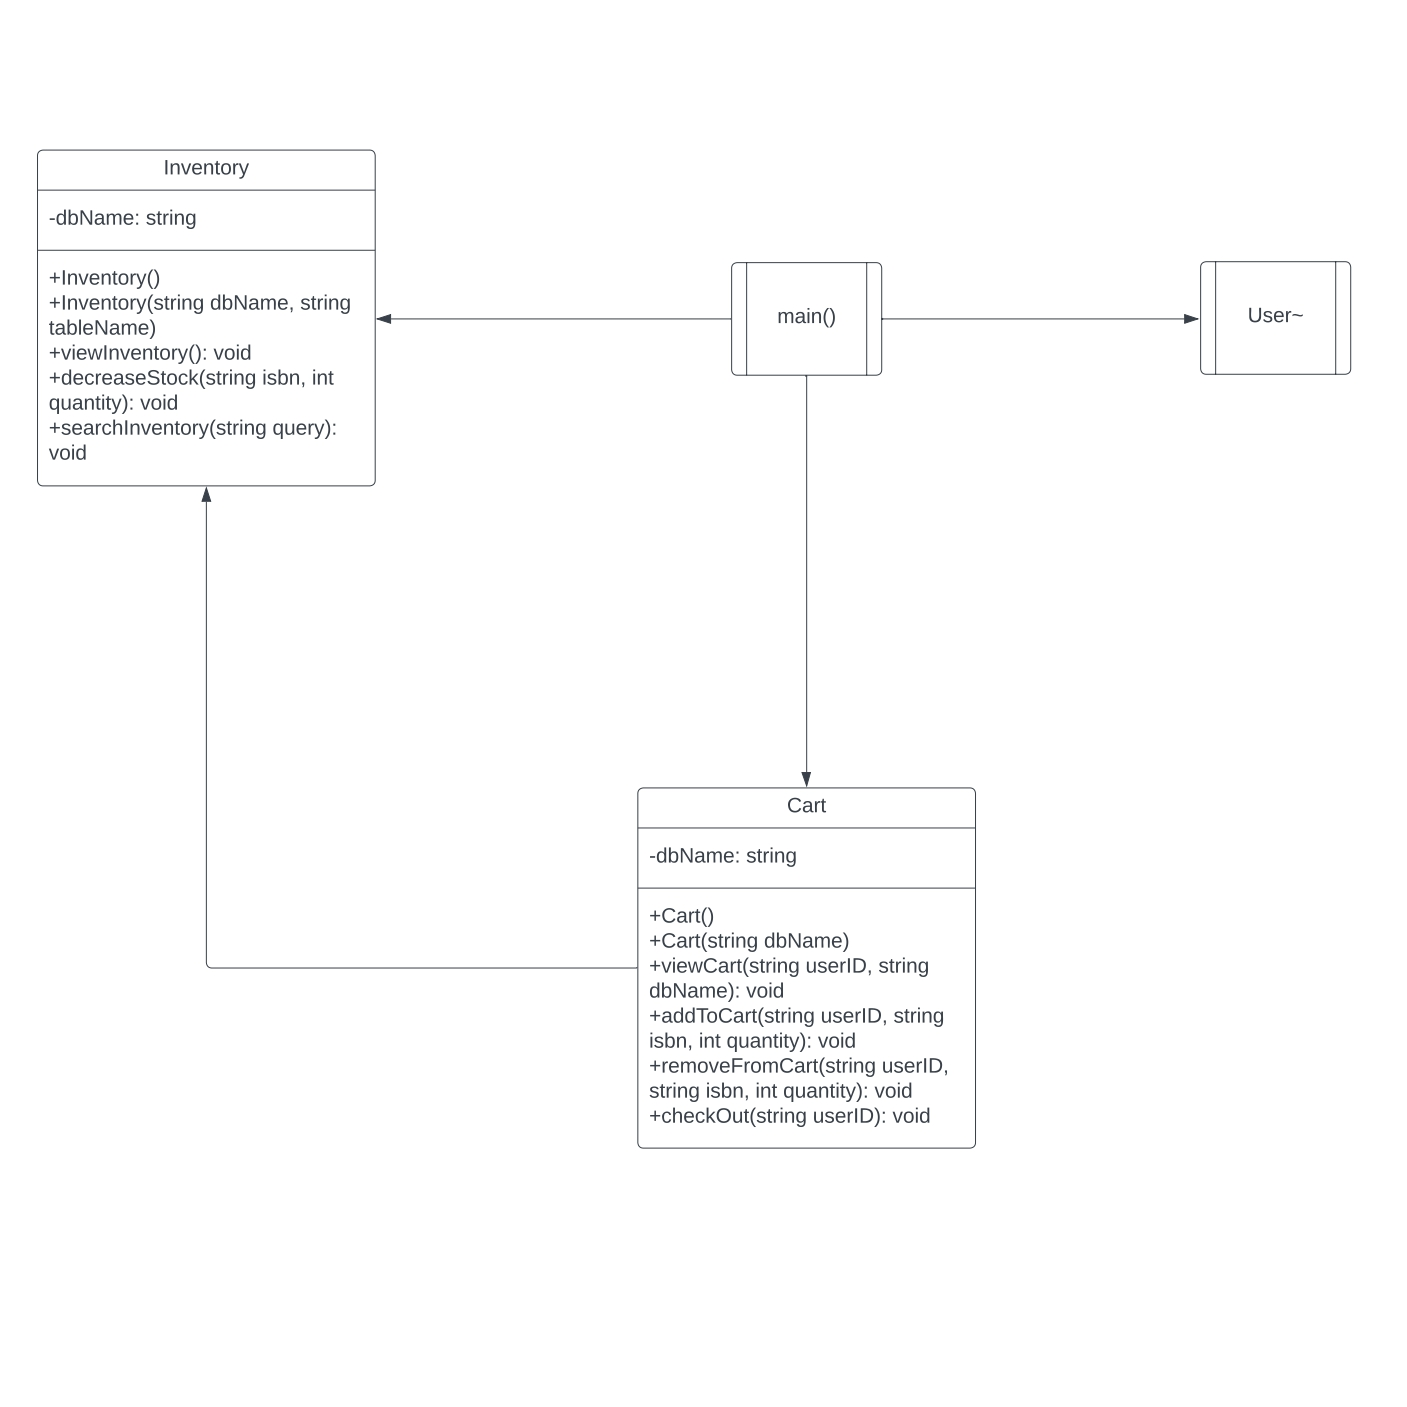 Inventory
-dbName: string
+Inventory()
+Inventory(string dbName, string
tableName)
+viewInventory(): void
+decreaseStock(string isbn, int
quantity): void
+searchInventory(string query):
void
main()
User~
Cart
-dbName: string
+Cart()
+Cart(string dbName)
+viewCart(string userID, string
dbName): void
+addToCart(string userID, string
isbn, int quantity): void
+removeFromCart(string userID,
string isbn, int quantity): void
+checkOut(string userID): void